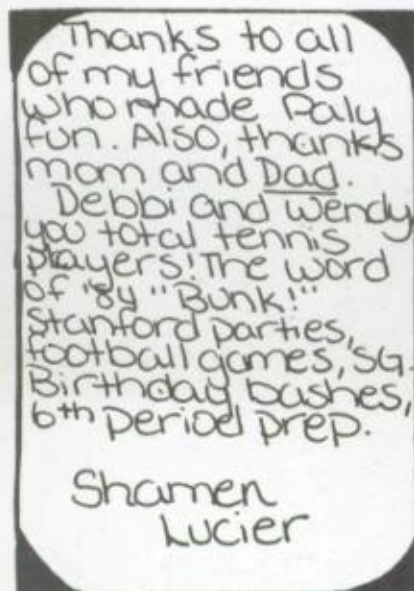 Thanks to all
of my friends
who made Paly
fun. Also, thanks
mom and Dad.
Debbi and Wendy
you total tennis
players! The word
of '84 "Bunk!"
Stanford parties,
football games, SG.
Birthday bashes,
6th period prep.
Shamen
Lucier